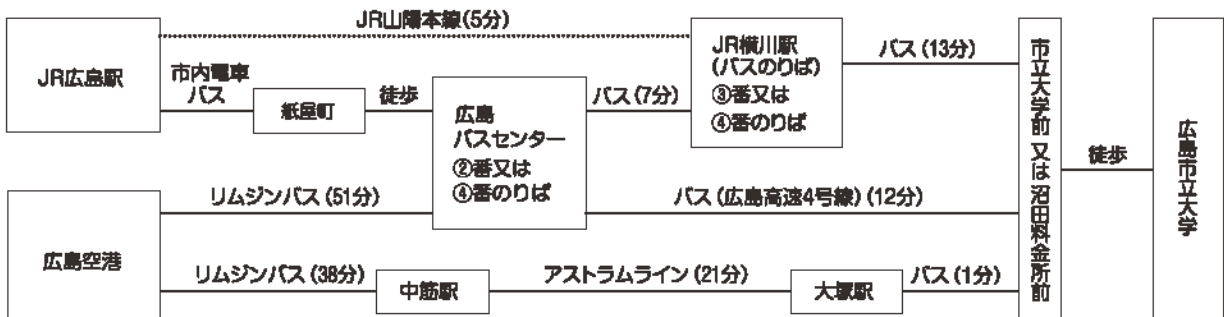 JR山陽本線(5分)
JR広島駅
市内電車
バス
紙屋町
徒歩
広島
バスセンター
②番又は
④番のりば
バス(7分)
JR横川駅
(バスのりば)
③番又は
④番のりば
バス(13分)
市立大学前 又は 沼田料金所前
徒歩
広島市立大学
広島空港
リムジンバス(51分)
バス(広島高速4号線)(12分)
リムジンバス(38分)
中筋駅
アストラムライン(21分)
大塚駅
バス(1分)